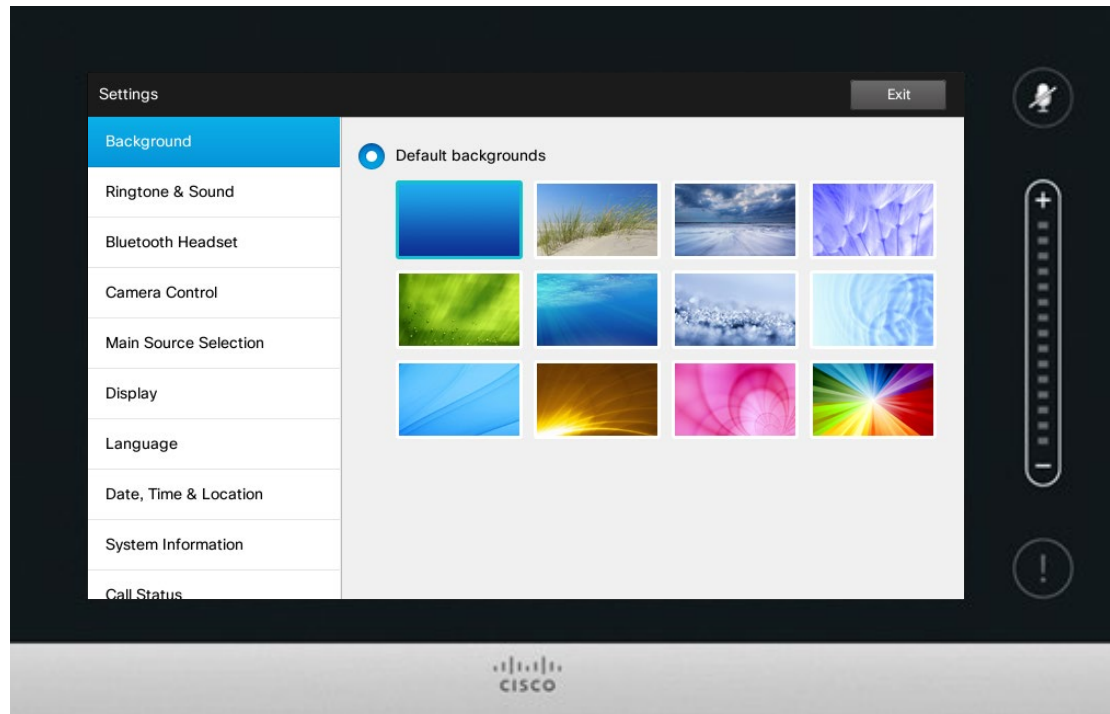 Settings
Exit
Background
Default backgrounds
Ringtone & Sound
Bluetooth Headset
Camera Control
Main Source Selection
Display
Language
Date, Time & Location
System Information
Call Status
+
−
!
CISCO